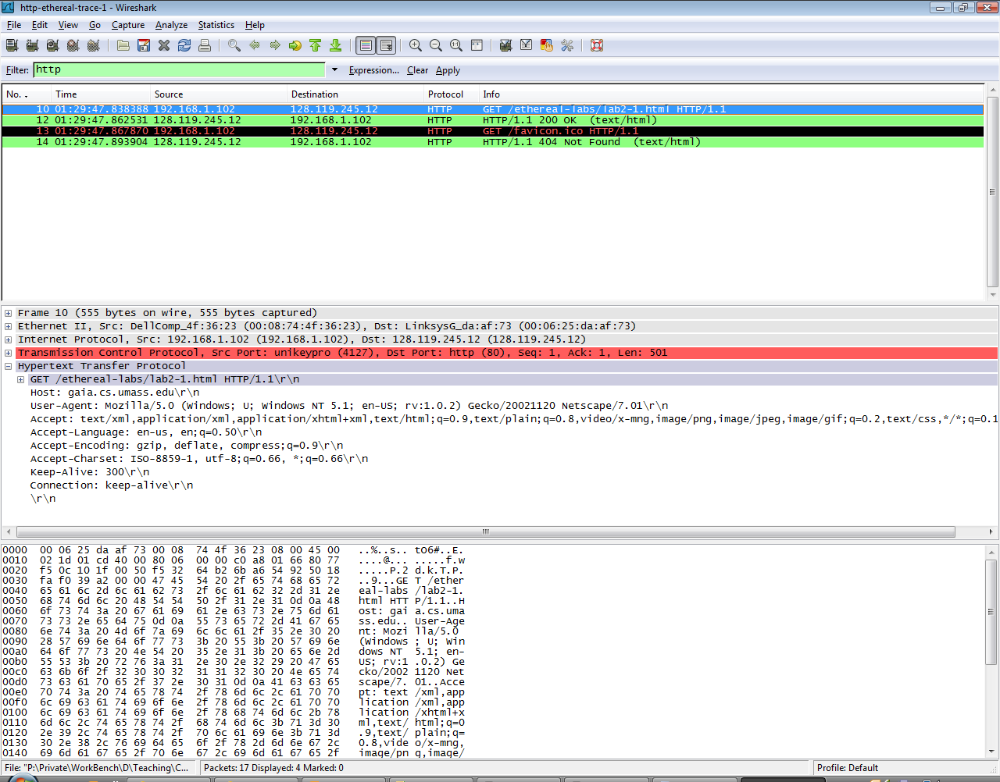 http-ethereal-trace-1 - Wireshark
File Edit View Go Capture Analyze Statistics Help
Filter: http Expression... Clear Apply
No. . Time Source Destination Protocol Info
10 01:29:47.838388 192.168.1.102 128.119.245.12 HTTP GET /ethereal-labs/lab2-1.html HTTP/1.1
12 01:29:47.862531 128.119.245.12 192.168.1.102 HTTP HTTP/1.1 200 OK (text/html)
13 01:29:47.867870 192.168.1.102 128.119.245.12 HTTP GET /favicon.ico HTTP/1.1
14 01:29:47.893904 128.119.245.12 192.168.1.102 HTTP HTTP/1.1 404 Not Found (text/html)
Frame 10 (555 bytes on wire, 555 bytes captured)
Ethernet II, Src: DellComp_4f:36:23 (00:08:74:4f:36:23), Dst: LinksysG_da:af:73 (00:06:25:da:af:73)
Internet Protocol, Src: 192.168.1.102 (192.168.1.102), Dst: 128.119.245.12 (128.119.245.12)
Transmission Control Protocol, Src Port: unikeypro (4127), Dst Port: http (80), Seq: 1, Ack: 1, Len: 501
Hypertext Transfer Protocol
GET /ethereal-labs/lab2-1.html HTTP/1.1\r\n
Host: gaia.cs.umass.edu\r\n
User-Agent: Mozilla/5.0 (Windows; U; Windows NT 5.1; en-US; rv:1.0.2) Gecko/20021120 Netscape/7.01\r\n
Accept: text/xml,application/xml,application/xhtml+xml,text/html;q=0.9,text/plain;q=0.8,video/x-mng,image/png,image/jpeg,image/gif;q=0.2,text/css,*/*;q=0.1
Accept-Language: en-us, en;q=0.50\r\n
Accept-Encoding: gzip, deflate, compress;q=0.9\r\n
Accept-Charset: ISO-8859-1, utf-8;q=0.66, *;q=0.66\r\n
Keep-Alive: 300\r\n
Connection: keep-alive\r\n
\r\n
0000 00 06 25 da af 73 00 08 74 4f 36 23 08 00 45 00 ..%..s.. tO6#..E.
0010 02 1d 01 cd 40 00 80 06 00 00 c0 a8 01 66 80 77 ....@... .....f.w
0020 f5 0c 10 1f 00 50 f5 32 64 b2 6b a6 54 92 50 18 .....P.2 d.k.T.P.
0030 fa f0 39 a2 00 00 47 45 54 20 2f 65 74 68 65 72 ..9...GE T /ether
0040 65 61 6c 2d 6c 61 62 73 2f 6c 61 62 32 2d 31 2e eal-labs /lab2-1.
0050 68 74 6d 6c 20 48 54 54 50 2f 31 2e 31 0d 0a 48 html HTT P/1.1..H
0060 6f 73 74 3a 20 67 61 69 61 2e 63 73 2e 75 6d 61 ost: gai a.cs.uma
0070 73 73 2e 65 64 75 0d 0a 55 73 65 72 2d 41 67 65 ss.edu.. User-Age
0080 6e 74 3a 20 4d 6f 7a 69 6c 6c 61 2f 35 2e 30 20 nt: Mozi lla/5.0
0090 28 57 69 6e 64 6f 77 73 3b 20 55 3b 20 57 69 6e (Windows ; U; Win
00a0 64 6f 77 73 20 4e 54 20 35 2e 31 3b 20 65 6e 2d dows NT 5.1; en-
00b0 55 53 3b 20 72 76 3a 31 2e 30 2e 32 29 20 47 65 US; rv:1 .0.2) Ge
00c0 63 6b 6f 2f 32 30 30 32 31 31 32 30 20 4e 65 74 cko/2002 1120 Net
00d0 73 63 61 70 65 2f 37 2e 30 31 0d 0a 41 63 63 65 scape/7. 01..Acce
00e0 70 74 3a 20 74 65 78 74 2f 78 6d 6c 2c 61 70 70 pt: text /xml,app
00f0 6c 69 63 61 74 69 6f 6e 2f 78 6d 6c 2c 61 70 70 lication /xml,app
0100 6c 69 63 61 74 69 6f 6e 2f 78 68 74 6d 6c 2b 78 lication /xhtml+x
0110 6d 6c 2c 74 65 78 74 2f 68 74 6d 6c 3b 71 3d 30 ml,text/ html;q=0
0120 2e 39 2c 74 65 78 74 2f 70 6c 61 69 6e 3b 71 3d .9,text/ plain;q=
0130 30 2e 38 2c 76 69 64 65 6f 2f 78 2d 6d 6e 67 2c 0.8,vide o/x-mng,
0140 69 6d 61 67 65 2f 70 6e 67 2c 69 6d 61 67 65 2f image/pn g,image/
File: "P:\Private\WorkBench\D\Teaching\C... Packets: 17 Displayed: 4 Marked: 0 Profile: Default